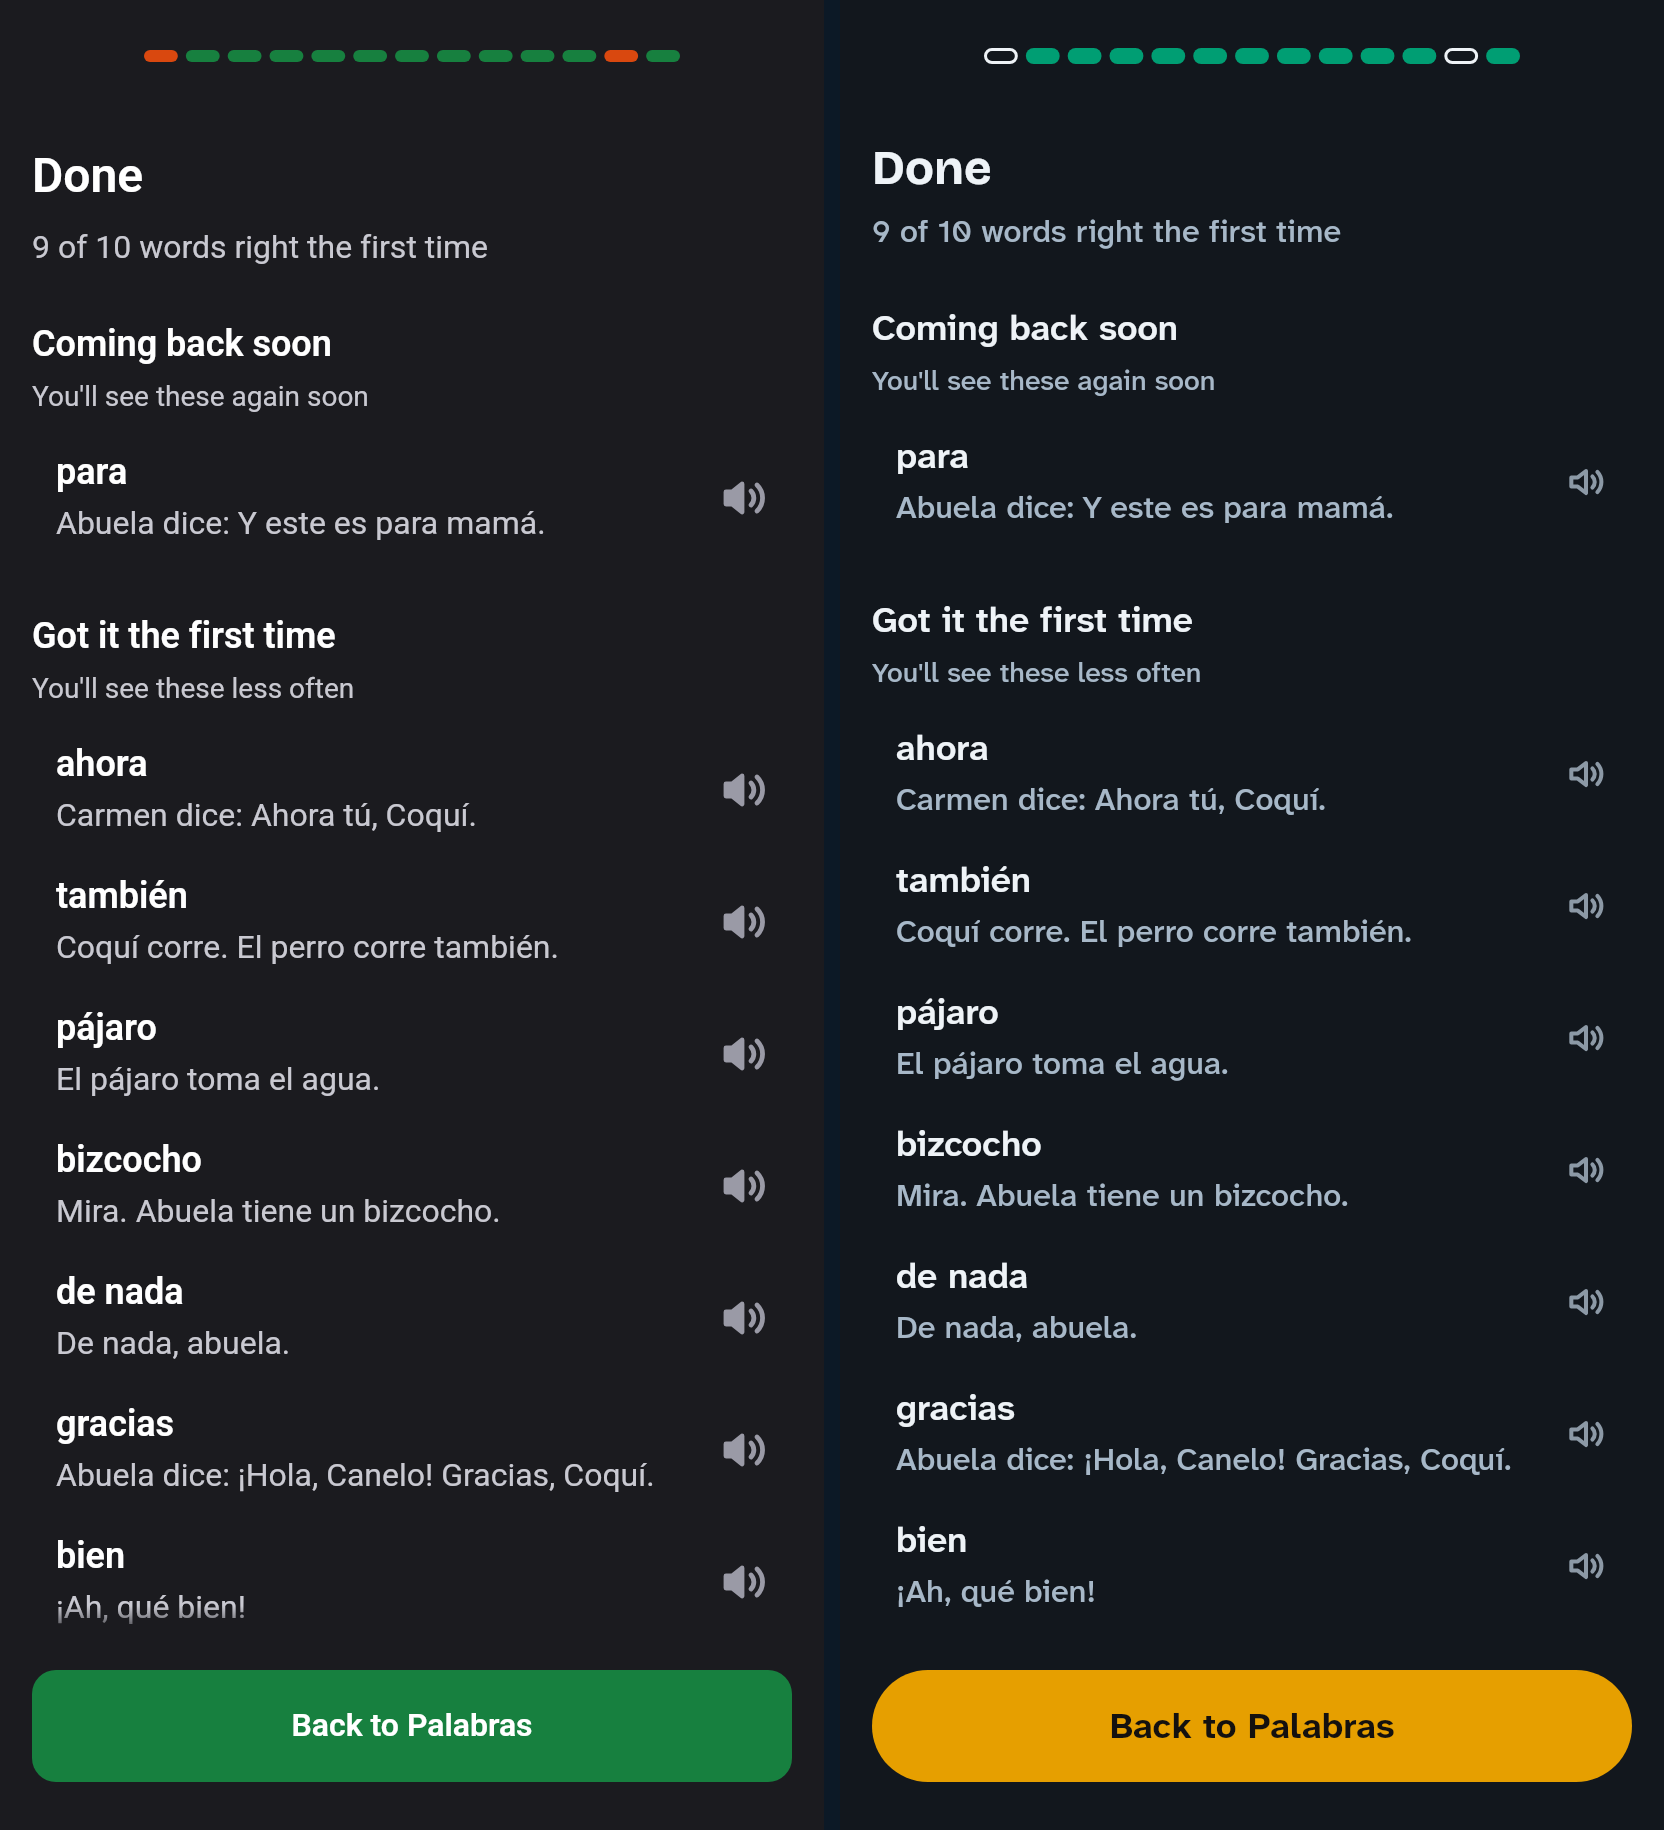 Done
9 of 10 words right the first time
Coming back soon
You'll see these again soon
para
Abuela dice: Y este es para mamá.
Got it the first time
You'll see these less often
ahora
Carmen dice: Ahora tú, Coquí.
también
Coquí corre. El perro corre también.
pájaro
El pájaro toma el agua.
bizcocho
Mira. Abuela tiene un bizcocho.
de nada
De nada, abuela.
gracias
Abuela dice: ¡Hola, Canelo! Gracias, Coquí.
bien
¡Ah, qué bien!
Back to Palabras
Done
9 of 10 words right the first time
Coming back soon
You'll see these again soon
para
Abuela dice: Y este es para mamá.
Got it the first time
You'll see these less often
ahora
Carmen dice: Ahora tú, Coquí.
también
Coquí corre. El perro corre también.
pájaro
El pájaro toma el agua.
bizcocho
Mira. Abuela tiene un bizcocho.
de nada
De nada, abuela.
gracias
Abuela dice: ¡Hola, Canelo! Gracias, Coquí.
bien
¡Ah, qué bien!
Back to Palabras